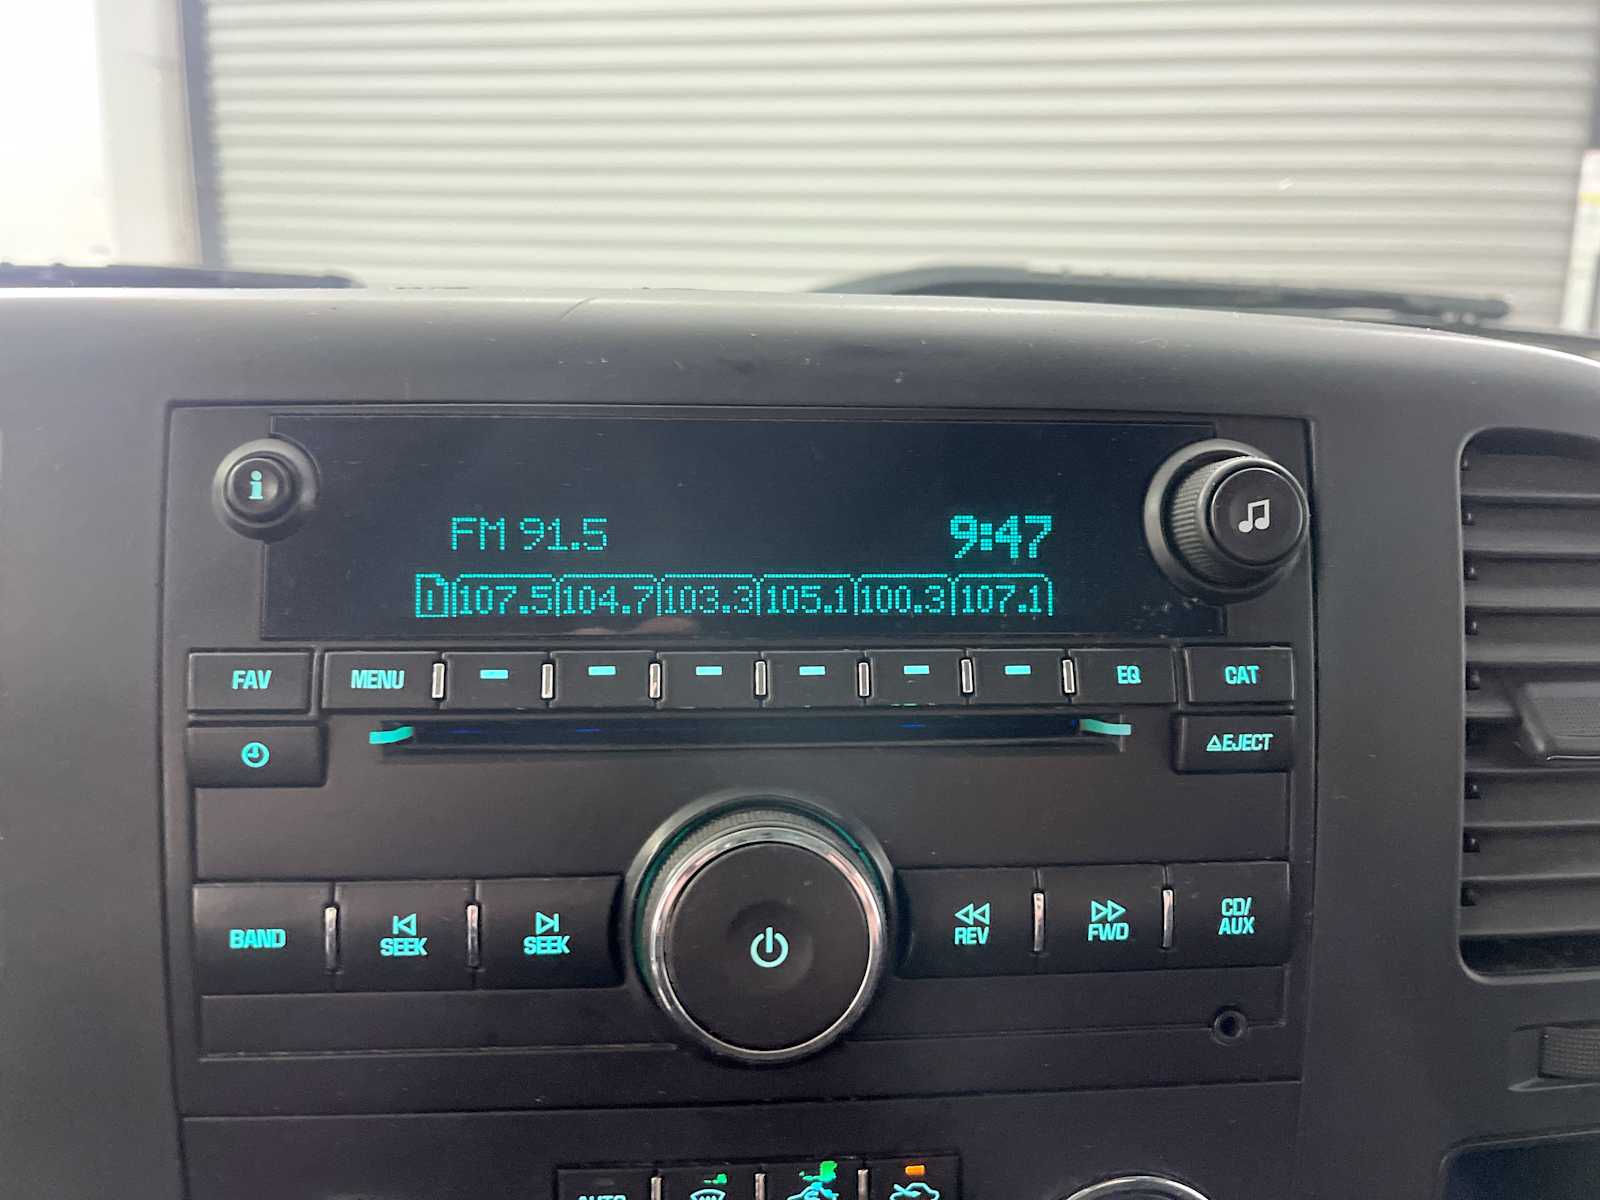 i
FM 91.5 9:47
1 107.5 104.7 103.3 105.1 100.3 107.1
FAV MENU EQ CAT
EJECT
BAND SEEK SEEK REV FWD CD/
AUX
AUTO